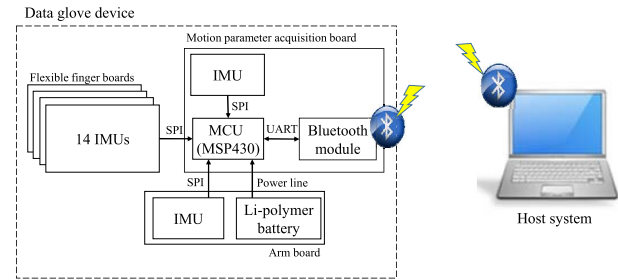 Data glove device
Motion parameter acquisition board
Flexible finger boards
IMU
SPI
14 IMUs
SPI
MCU
(MSP430)
UART
Bluetooth
module
SPI
Power line
IMU
Li-polymer
battery
Arm board
Host system